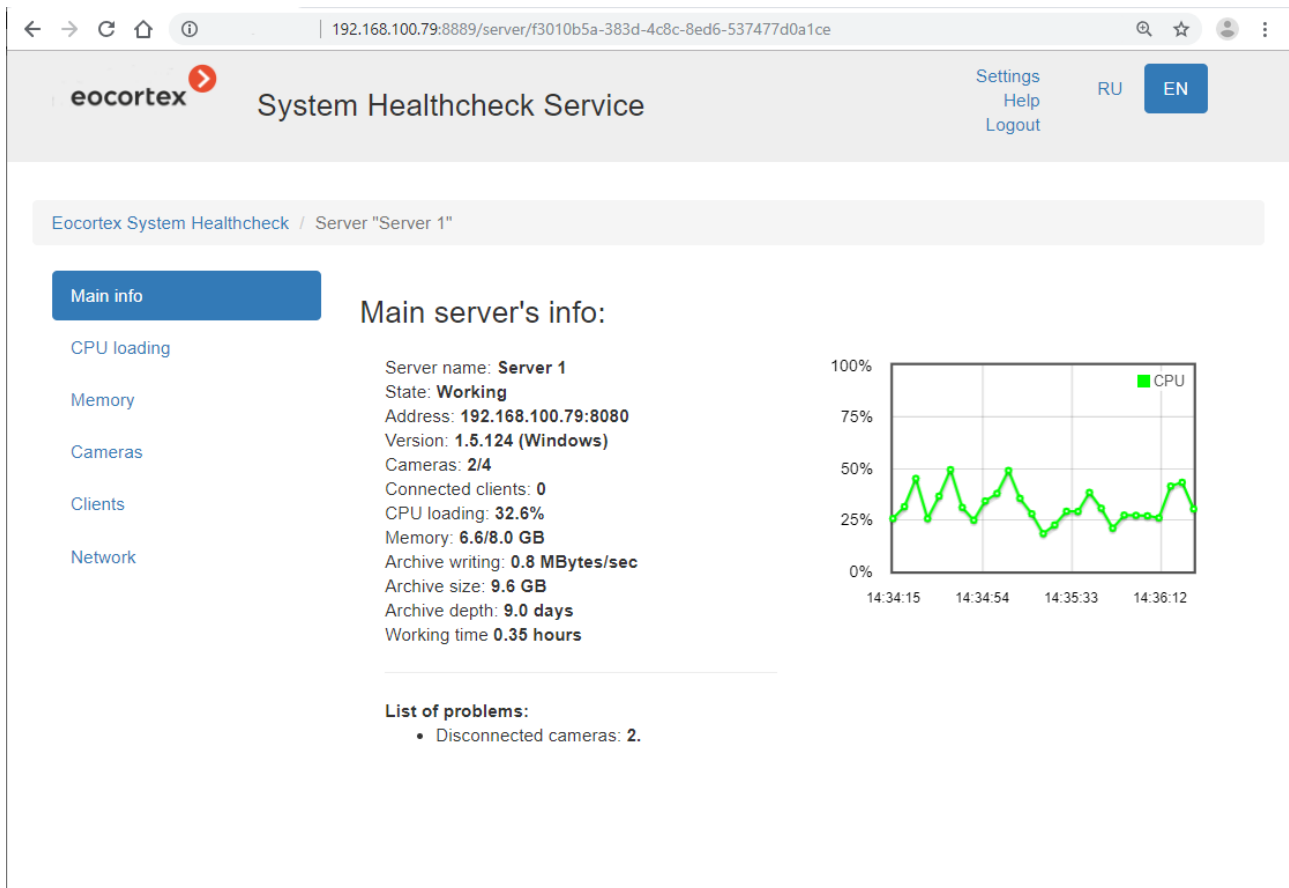 192.168.100.79:8889/server/f3010b5a-383d-4c8c-8ed6-537477d0a1ce
eocortex
System Healthcheck Service
Settings
Help
Logout
RU
EN
Eocortex System Healthcheck / Server "Server 1"
Main info
CPU loading
Memory
Cameras
Clients
Network
Main server's info:
Server name: Server 1
State: Working
Address: 192.168.100.79:8080
Version: 1.5.124 (Windows)
Cameras: 2/4
Connected clients: 0
CPU loading: 32.6%
Memory: 6.6/8.0 GB
Archive writing: 0.8 MBytes/sec
Archive size: 9.6 GB
Archive depth: 9.0 days
Working time 0.35 hours
List of problems:
• Disconnected cameras: 2.
CPU
100%
75%
50%
25%
0%
14:34:15 14:34:54 14:35:33 14:36:12